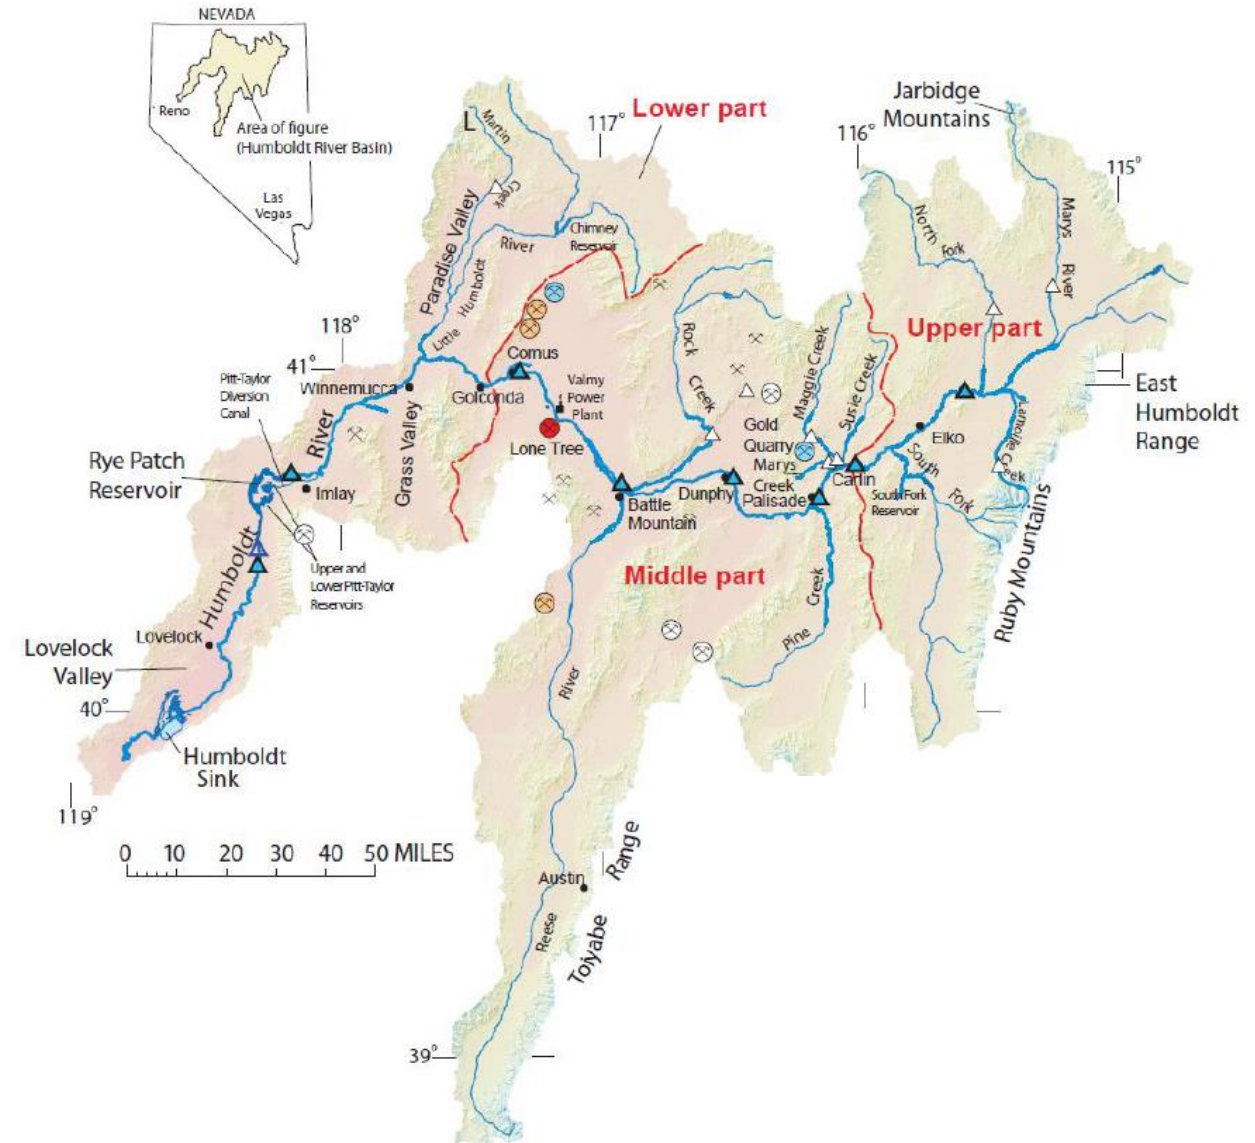 NEVADA
Reno
Area of figure
(Humboldt River Basin)
Las
Vegas
L
Martin
Creek
117°
Lower part
Jarbidge
Mountains
116°
115°
Paradise Valley
Little
Humboldt
River
Chimney
Reservoir
North
Fork
Marys
River
118°
41°
Pitt-Taylor
Diversion
Canal
Winnemucca
Golconda
Comus
Valmy
Power
Plant
Lone Tree
Rock
Creek
Maggie Creek
Susie Creek
Upper part
East
Humboldt
Range
Grass Valley
River
Rye Patch
Reservoir
Imlay
Gold
Quarry
Marys
Creek
Palisade
Dunphy
Carlin
Elko
South
Fork
South Fork
Reservoir
Lamoille Creek
Battle
Mountain
Ruby Mountains
Humboldt
Upper and
Lower Pitt-Taylor
Reservoirs
Middle part
Pine
Creek
Lovelock
Lovelock
Valley
40°
Humboldt
Sink
119°
River
0 10 20 30 40 50 MILES
Austin
Reese
Toiyabe
Range
39°